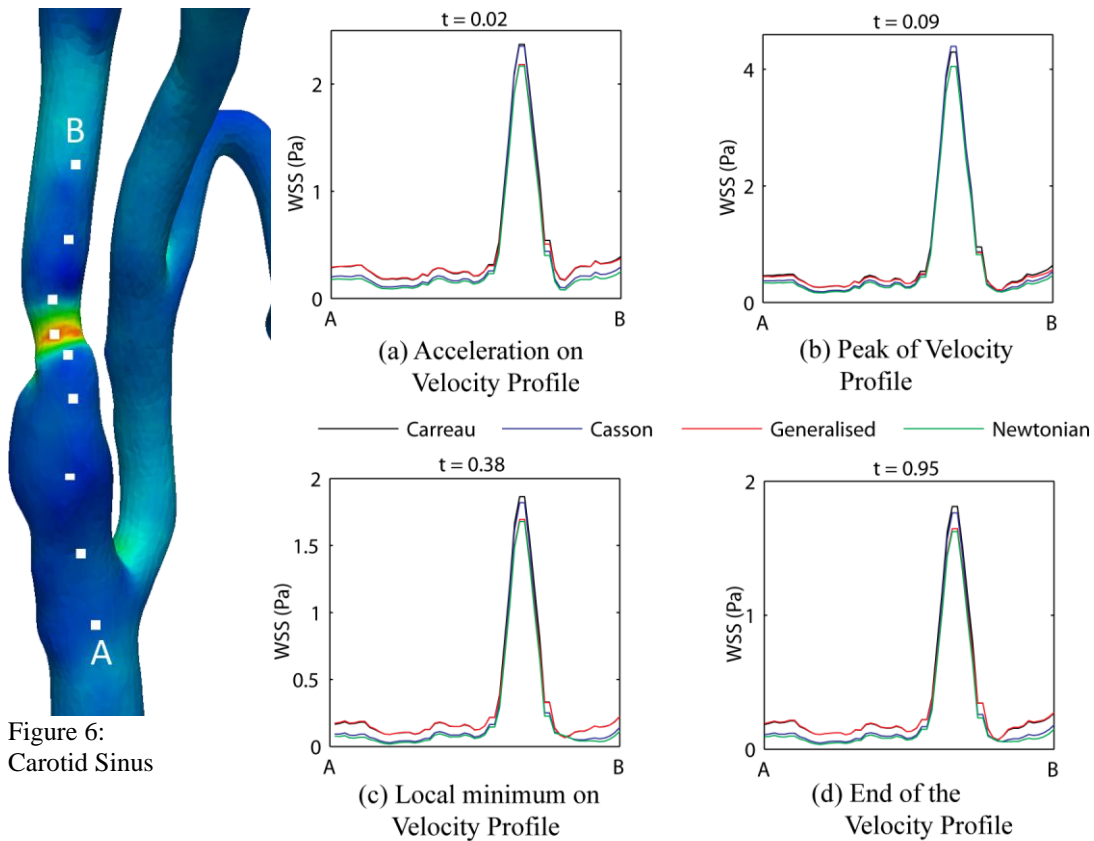 B
A
Figure 6:
Carotid Sinus
t = 0.02
WSS (Pa)
2
1
0
A B
(a) Acceleration on
Velocity Profile
t = 0.09
WSS (Pa)
4
2
0
A B
(b) Peak of Velocity
Profile
Carreau Casson Generalised Newtonian
t = 0.38
WSS (Pa)
2
1.5
1
0.38
0
A B
(c) Local minimum on
Velocity Profile
t = 0.95
WSS (Pa)
2
1
0
A B
(d) End of the
Velocity Profile